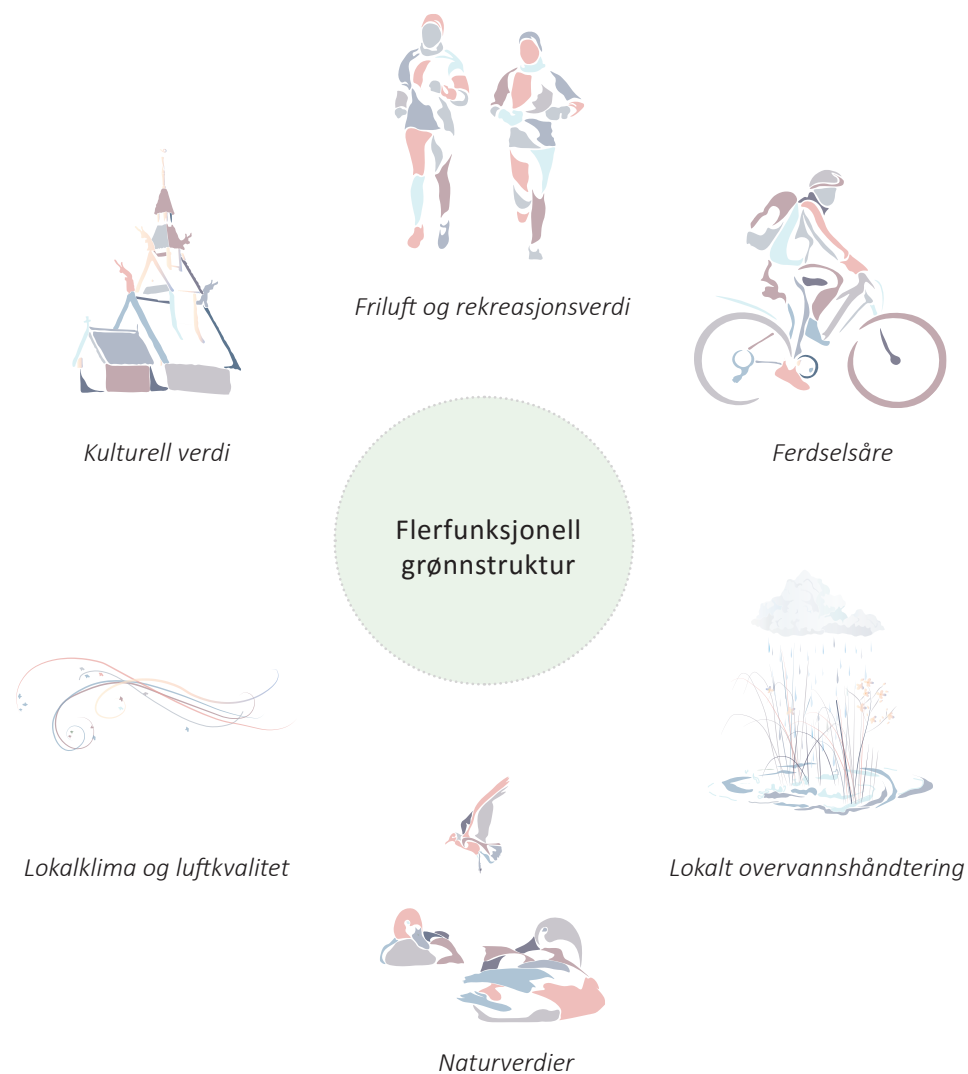 Friluft og rekreasjonsverdi
Kulturell verdi
Ferdselsåre
Flerfunksjonell
grønnstruktur
Lokalklima og luftkvalitet
Lokalt overvannshåndtering
Naturverdier